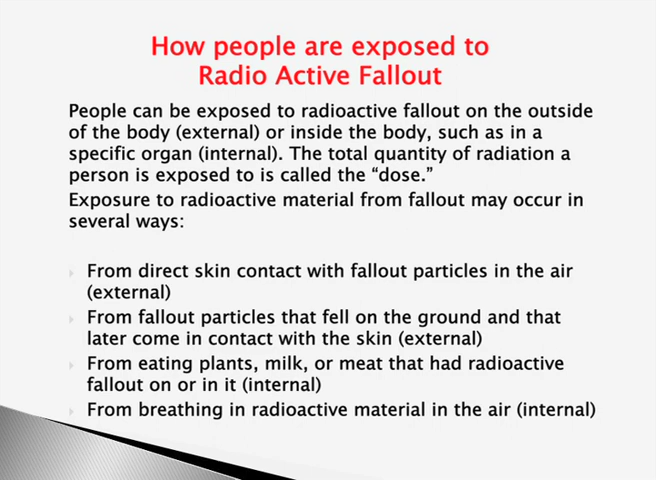 How people are exposed to
Radio Active Fallout
People can be exposed to radioactive fallout on the outside
of the body (external) or inside the body, such as in a
specific organ (internal). The total quantity of radiation a
person is exposed to is called the “dose.”
Exposure to radioactive material from fallout may occur in
several ways:
From direct skin contact with fallout particles in the air
(external)
From fallout particles that fell on the ground and that
later come in contact with the skin (external)
From eating plants, milk, or meat that had radioactive
fallout on or in it (internal)
From breathing in radioactive material in the air (internal)